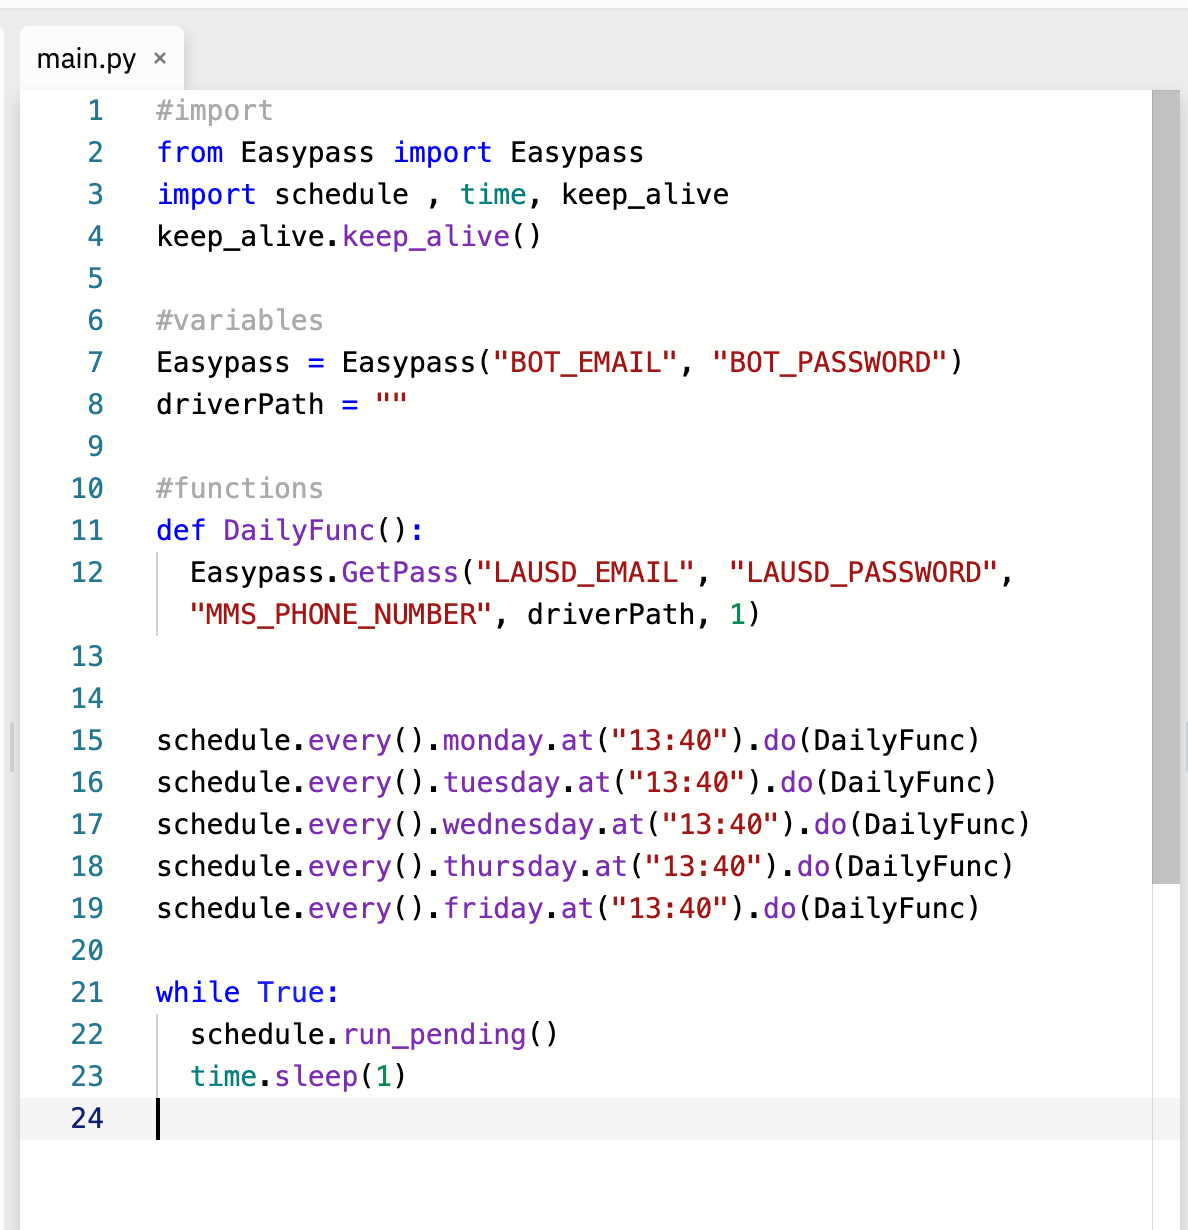 main.py ×
1 #import
2 from Easypass import Easypass
3 import schedule , time, keep_alive
4 keep_alive.keep_alive()
5
6 #variables
7 Easypass = Easypass("BOT_EMAIL", "BOT_PASSWORD")
8 driverPath = ""
9
10 #functions
11 def DailyFunc():
12 Easypass.GetPass("LAUSD_EMAIL", "LAUSD_PASSWORD",
"MMS_PHONE_NUMBER", driverPath, 1)
13
14
15 schedule.every().monday.at("13:40").do(DailyFunc)
16 schedule.every().tuesday.at("13:40").do(DailyFunc)
17 schedule.every().wednesday.at("13:40").do(DailyFunc)
18 schedule.every().thursday.at("13:40").do(DailyFunc)
19 schedule.every().friday.at("13:40").do(DailyFunc)
20
21 while True:
22 schedule.run_pending()
23 time.sleep(1)
24